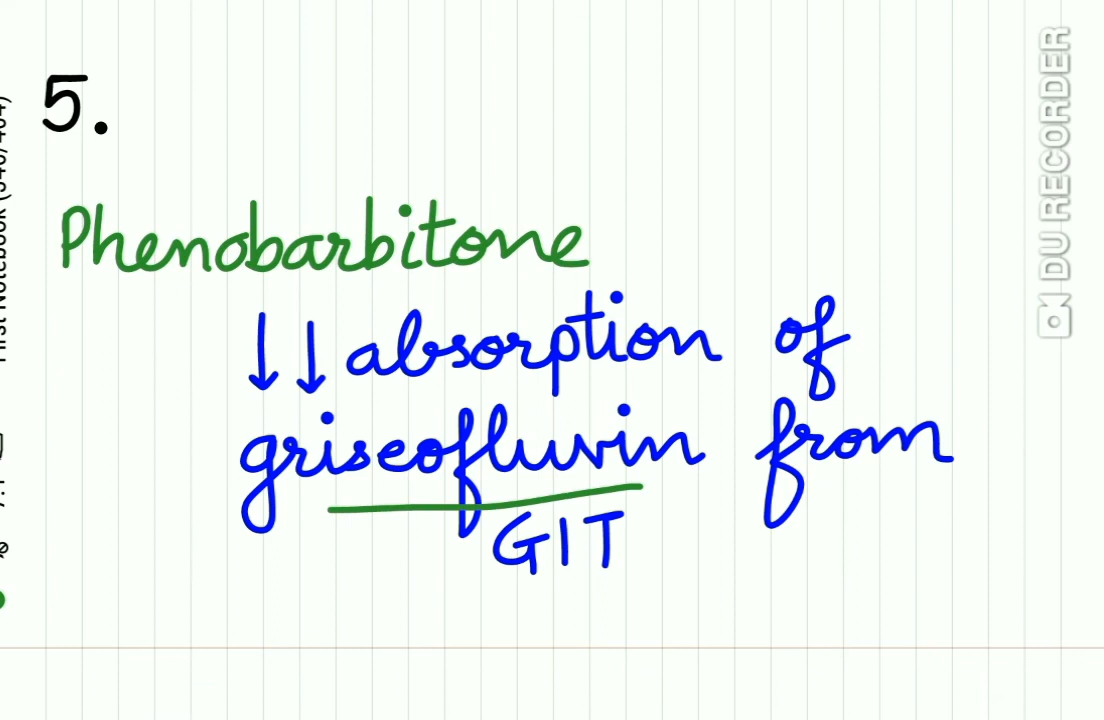 5.
Phenobarbitone
↓↓ absorption of
griseofluvin from
GIT
DU RECORDER